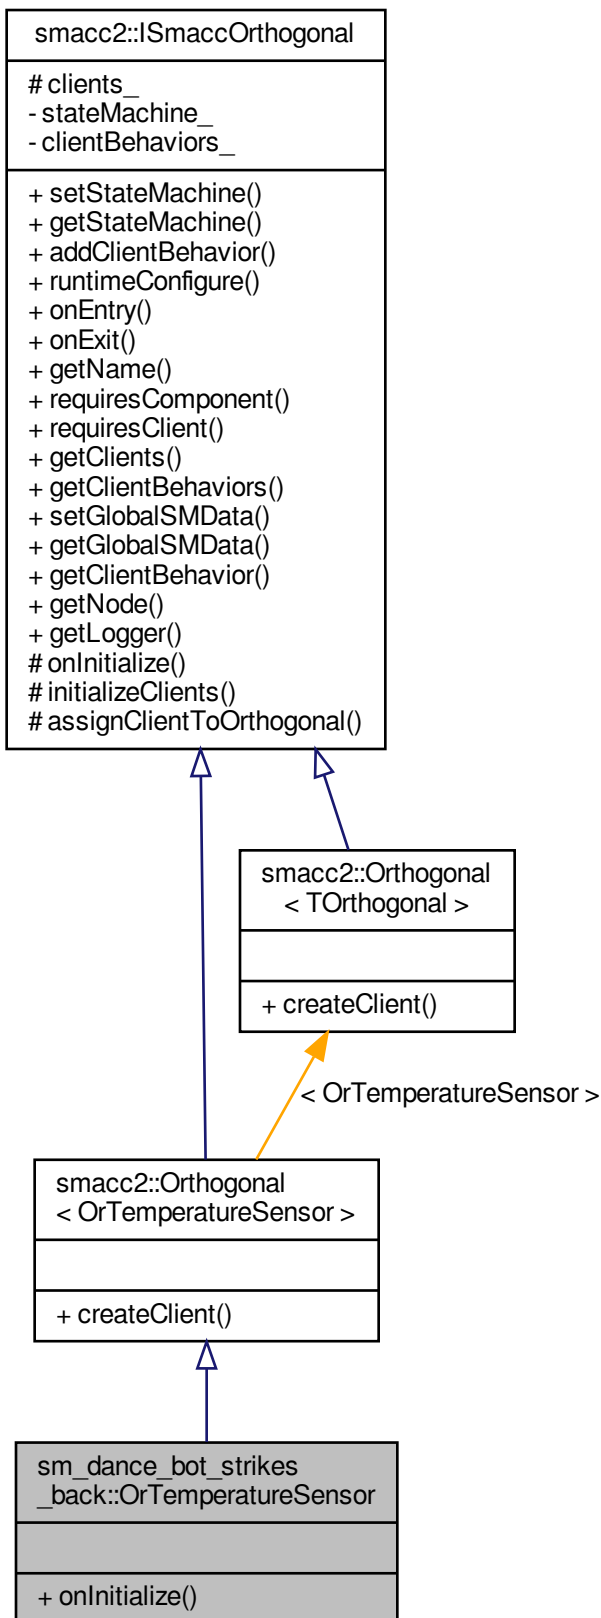 smacc2::ISmaccOrthogonal
# clients_
- stateMachine_
- clientBehaviors_
+ setStateMachine()
+ getStateMachine()
+ addClientBehavior()
+ runtimeConfigure()
+ onEntry()
+ onExit()
+ getName()
+ requiresComponent()
+ requiresClient()
+ getClients()
+ getClientBehaviors()
+ setGlobalSMData()
+ getGlobalSMData()
+ getClientBehavior()
+ getNode()
+ getLogger()
# onInitialize()
# initializeClients()
# assignClientToOrthogonal()
smacc2::Orthogonal
< TOrthogonal >
+ createClient()
< OrTemperatureSensor >
smacc2::Orthogonal
< OrTemperatureSensor >
+ createClient()
sm_dance_bot_strikes
_back::OrTemperatureSensor
+ onInitialize()